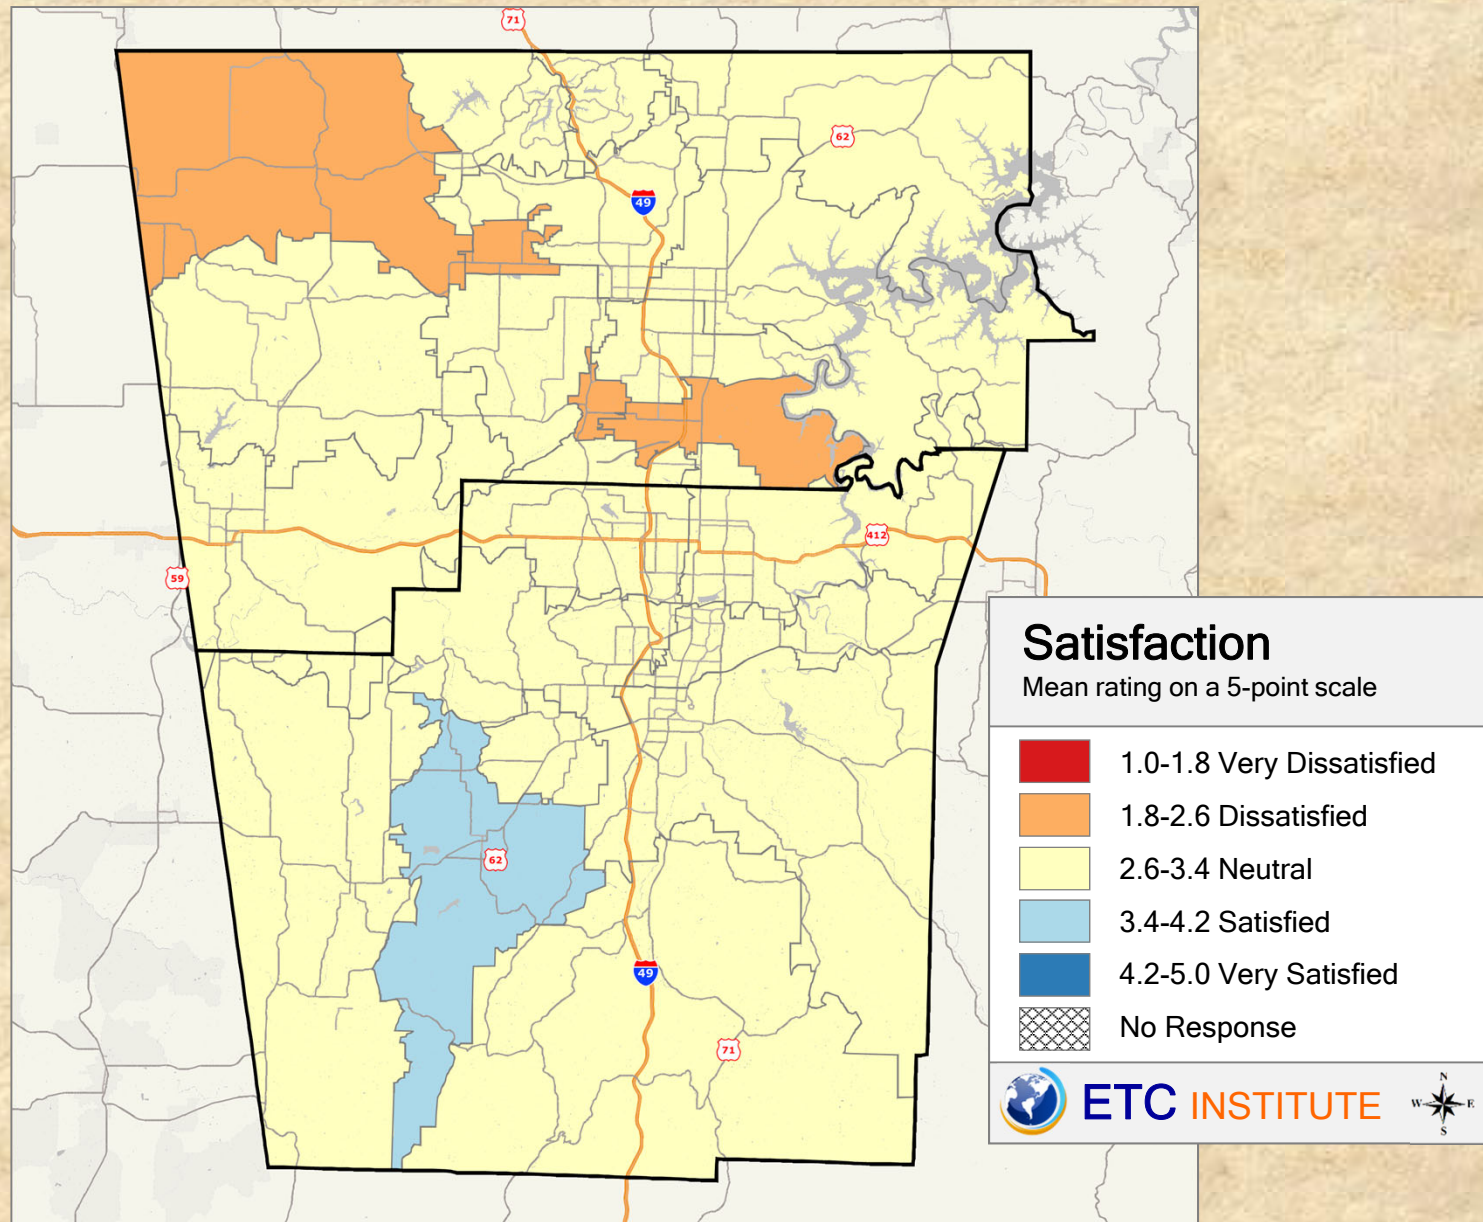 71
62
49
412
59
62
49
71
Satisfaction
Mean rating on a 5-point scale
1.0-1.8 Very Dissatisfied
1.8-2.6 Dissatisfied
2.6-3.4 Neutral
3.4-4.2 Satisfied
4.2-5.0 Very Satisfied
No Response
ETC INSTITUTE
N
W E
S